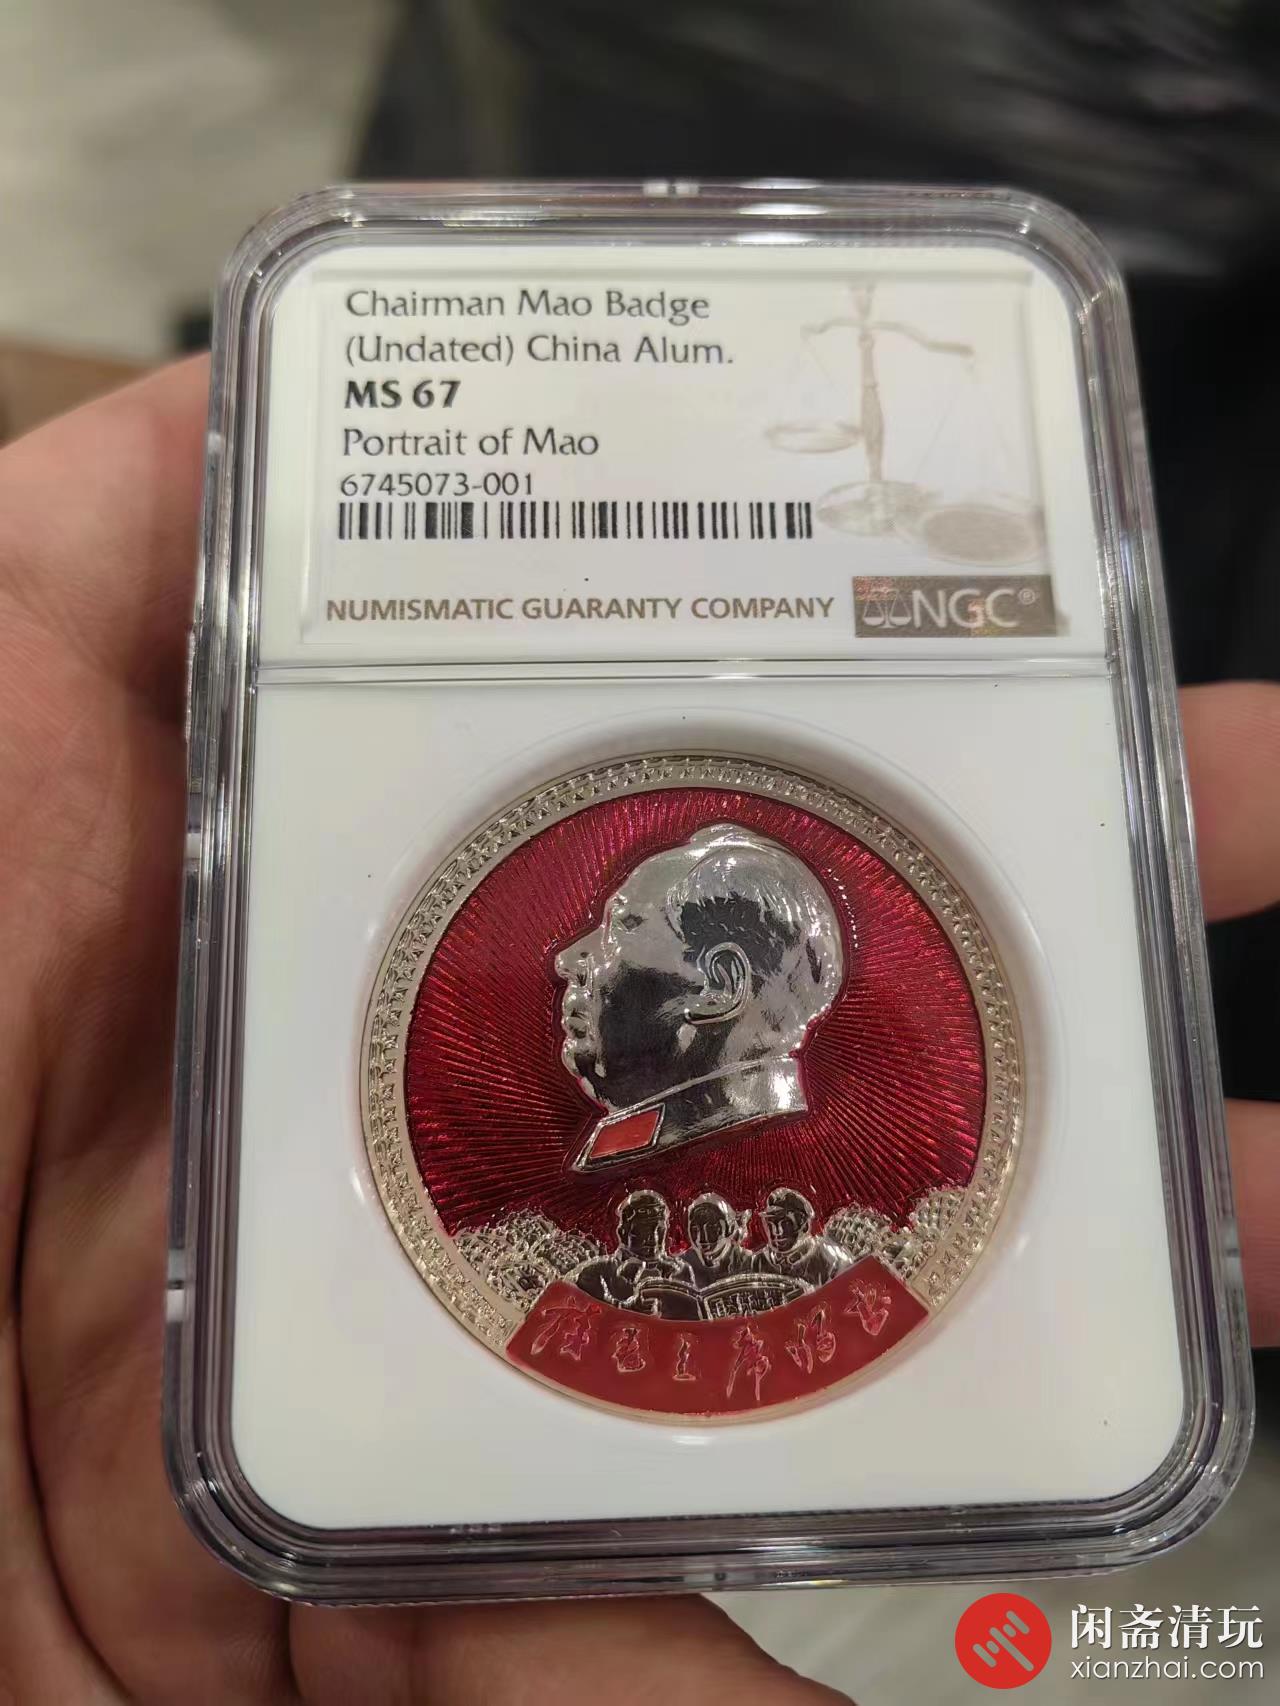 Chairman Mao Badge
(Undated) China Alum.
MS 67
Portrait of Mao
6745073-001
NUMISMATIC GUARANTY COMPANY
NGC®
读毛主席的书
闲斋清玩
xianzhai.com